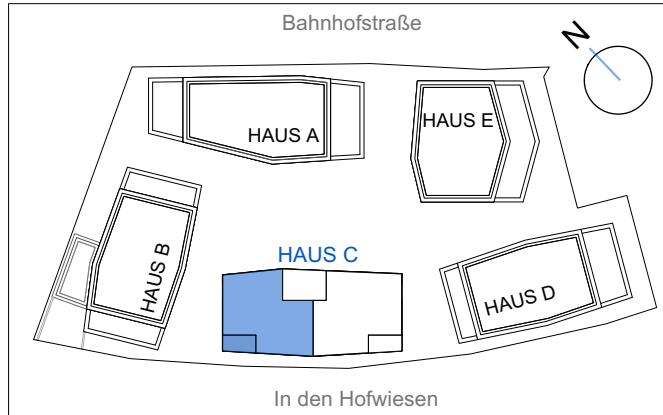 Bahnhofstraße
N
HAUS A
HAUS E
HAUS B
HAUS C
HAUS D
In den Hofwiesen